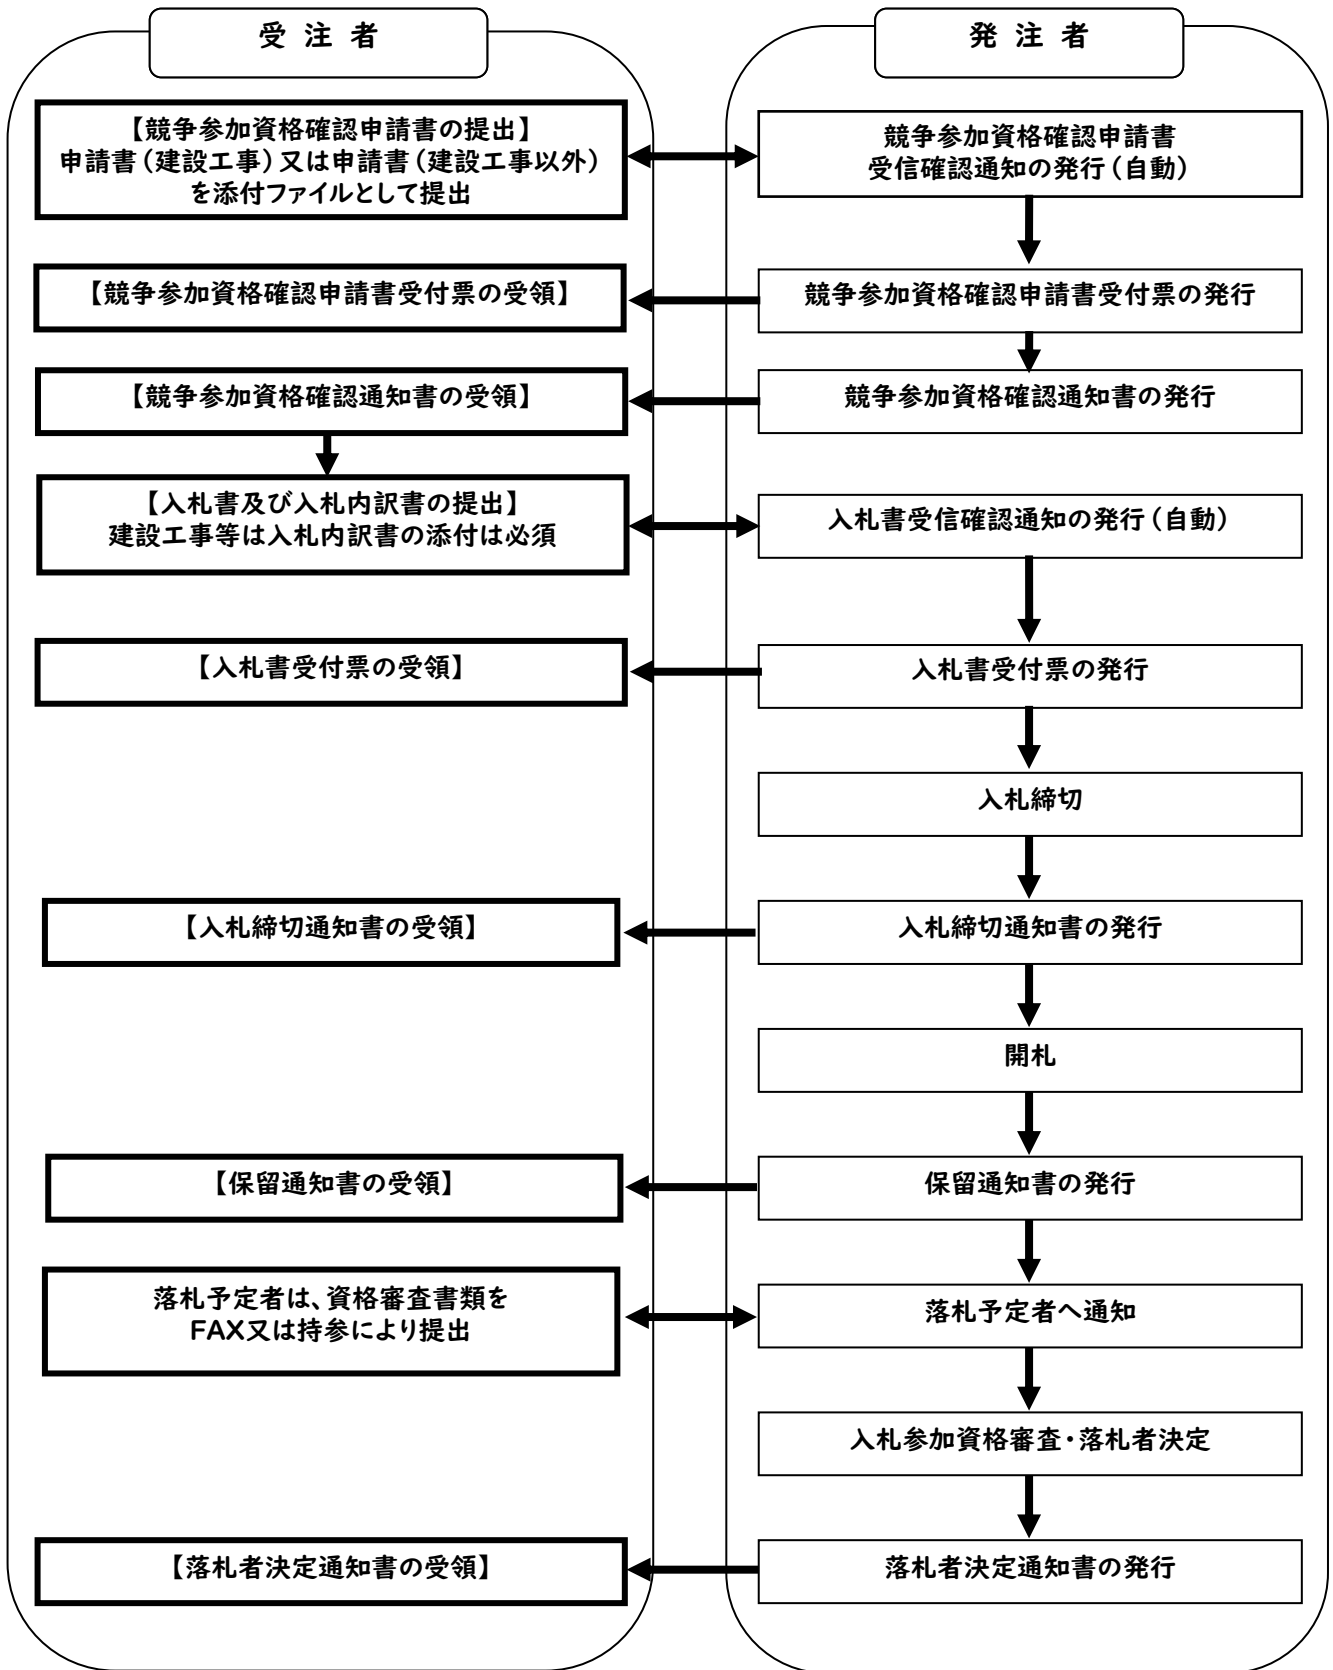 受 注 者
発 注 者
【競争参加資格確認申請書の提出】
申請書（建設工事）又は申請書（建設工事以外）
を添付ファイルとして提出
競争参加資格確認申請書
受信確認通知の発行（自動）
【競争参加資格確認申請書受付票の受領】
競争参加資格確認申請書受付票の発行
【競争参加資格確認通知書の受領】
競争参加資格確認通知書の発行
【入札書及び入札内訳書の提出】
建設工事等は入札内訳書の添付は必須
入札書受信確認通知の発行（自動）
【入札書受付票の受領】
入札書受付票の発行
入札締切
【入札締切通知書の受領】
入札締切通知書の発行
開札
【保留通知書の受領】
保留通知書の発行
落札予定者は、資格審査書類を
FAX又は持参により提出
落札予定者へ通知
入札参加資格審査・落札者決定
【落札者決定通知書の受領】
落札者決定通知書の発行